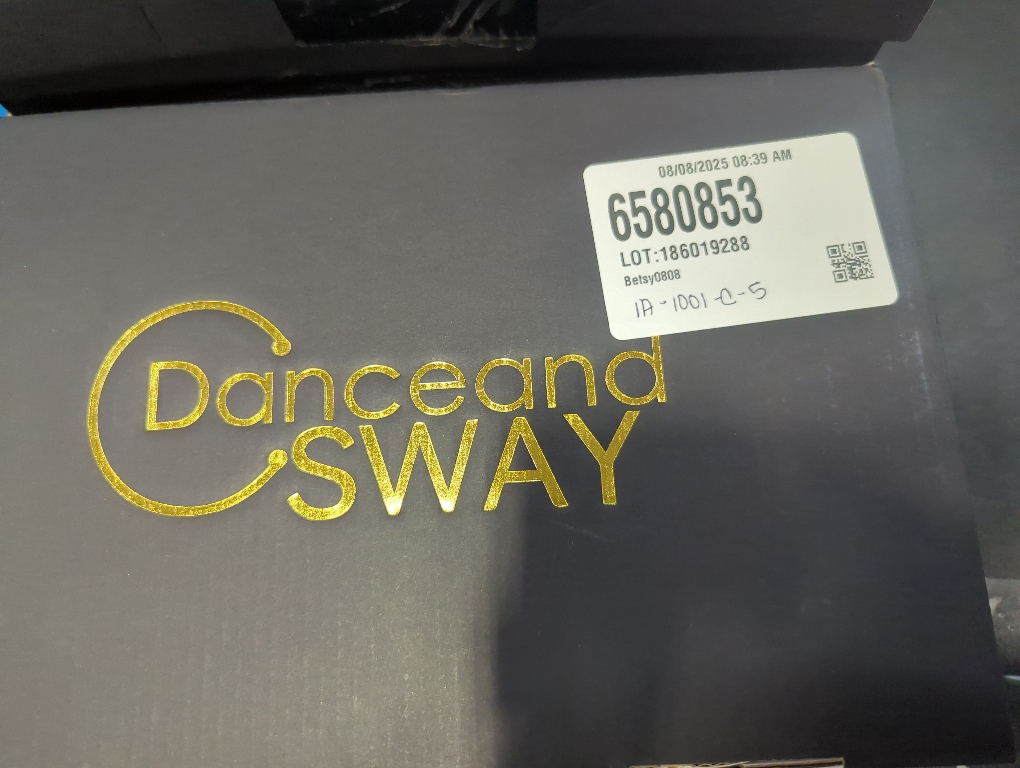 08/08/2025 08:39 AM
6580853
LOT:186019288
Betsy0808
1A-1001-C-5
Danceand
SWAY